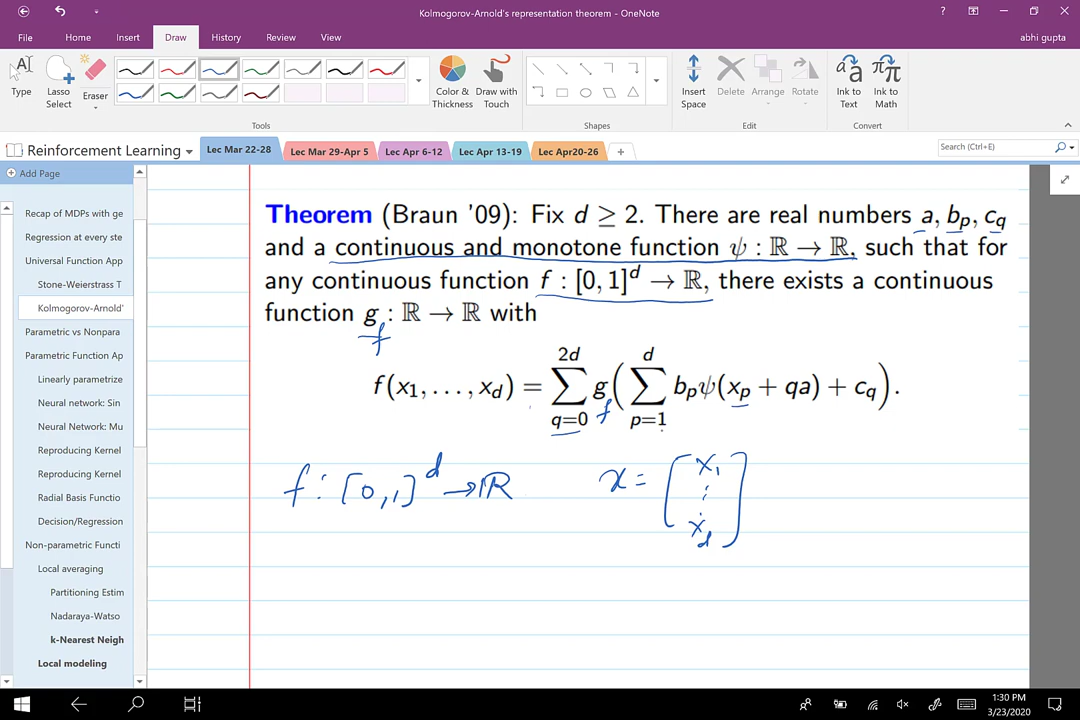 Kolmogorov-Arnold's representation theorem - OneNote
File Home Insert Draw History Review View
abhi gupta
Type
Lasso Select
Eraser
Color & Thickness
Draw with Touch
Insert Space
Delete
Arrange
Rotate
Ink to Text
Ink to Math
Tools
Shapes
Edit
Convert
Reinforcement Learning
Lec Mar 22-28
Lec Mar 29-Apr 5
Lec Apr 6-12
Lec Apr 13-19
Lec Apr20-26
Search (Ctrl+E)
Add Page
Recap of MDPs with ge
Regression at every ste
Universal Function App
Stone-Weierstrass T
Kolmogorov-Arnold'
Parametric vs Nonpara
Parametric Function Ap
Linearly parametrize
Neural network: Sin
Neural Network: Mu
Reproducing Kernel
Reproducing Kernel
Radial Basis Functio
Decision/Regression
Non-parametric Functi
Local averaging
Partitioning Estim
Nadaraya-Watso
k-Nearest Neigh
Local modeling
Theorem (Braun '09): Fix d ≥ 2. There are real numbers a, b_p, c_q
and a continuous and monotone function ψ : ℝ → ℝ, such that for
any continuous function f : [0, 1]^d → ℝ, there exists a continuous
function g : ℝ → ℝ with
f
f(x₁, . . . , x_d) = ∑_{q=0}^{2d} g(∑_{p=1}^{d} b_pψ(x_p + qa) + c_q).
f
f : [0,1]^d → ℝ
x = [x₁ ⋮ x_d]
1:30 PM
3/23/2020